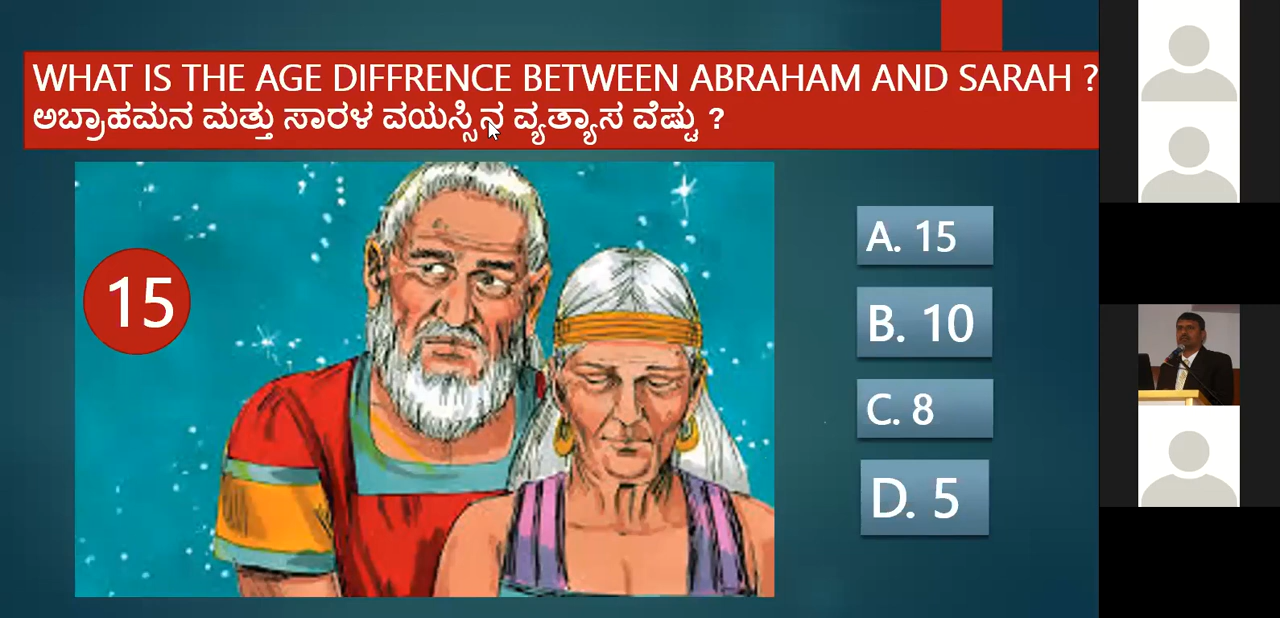 WHAT IS THE AGE DIFFRENCE BETWEEN ABRAHAM AND SARAH ?
ಅಬ್ರಾಹಮನ ಮತ್ತು ಸಾರಳ ವಯಸ್ಸಿನ ವ್ಯತ್ಯಾಸ ವೆಷ್ಟು ?
15
A. 15
B. 10
C. 8
D. 5